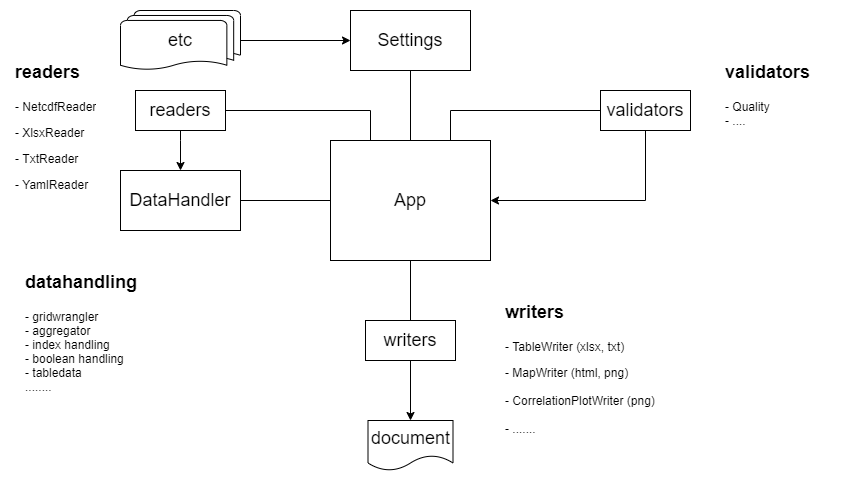 etc
Settings
readers
- NetcdfReader
- XlsxReader
- TxtReader
- YamlReader
readers
validators
validators
- Quality
- ....
DataHandler
App
datahandling
- gridwrangler
- aggregator
- index handling
- boolean handling
- tabledata
........
writers
writers
- TableWriter (xlsx, txt)
- MapWriter (html, png)
- CorrelationPlotWriter (png)
- .......
document